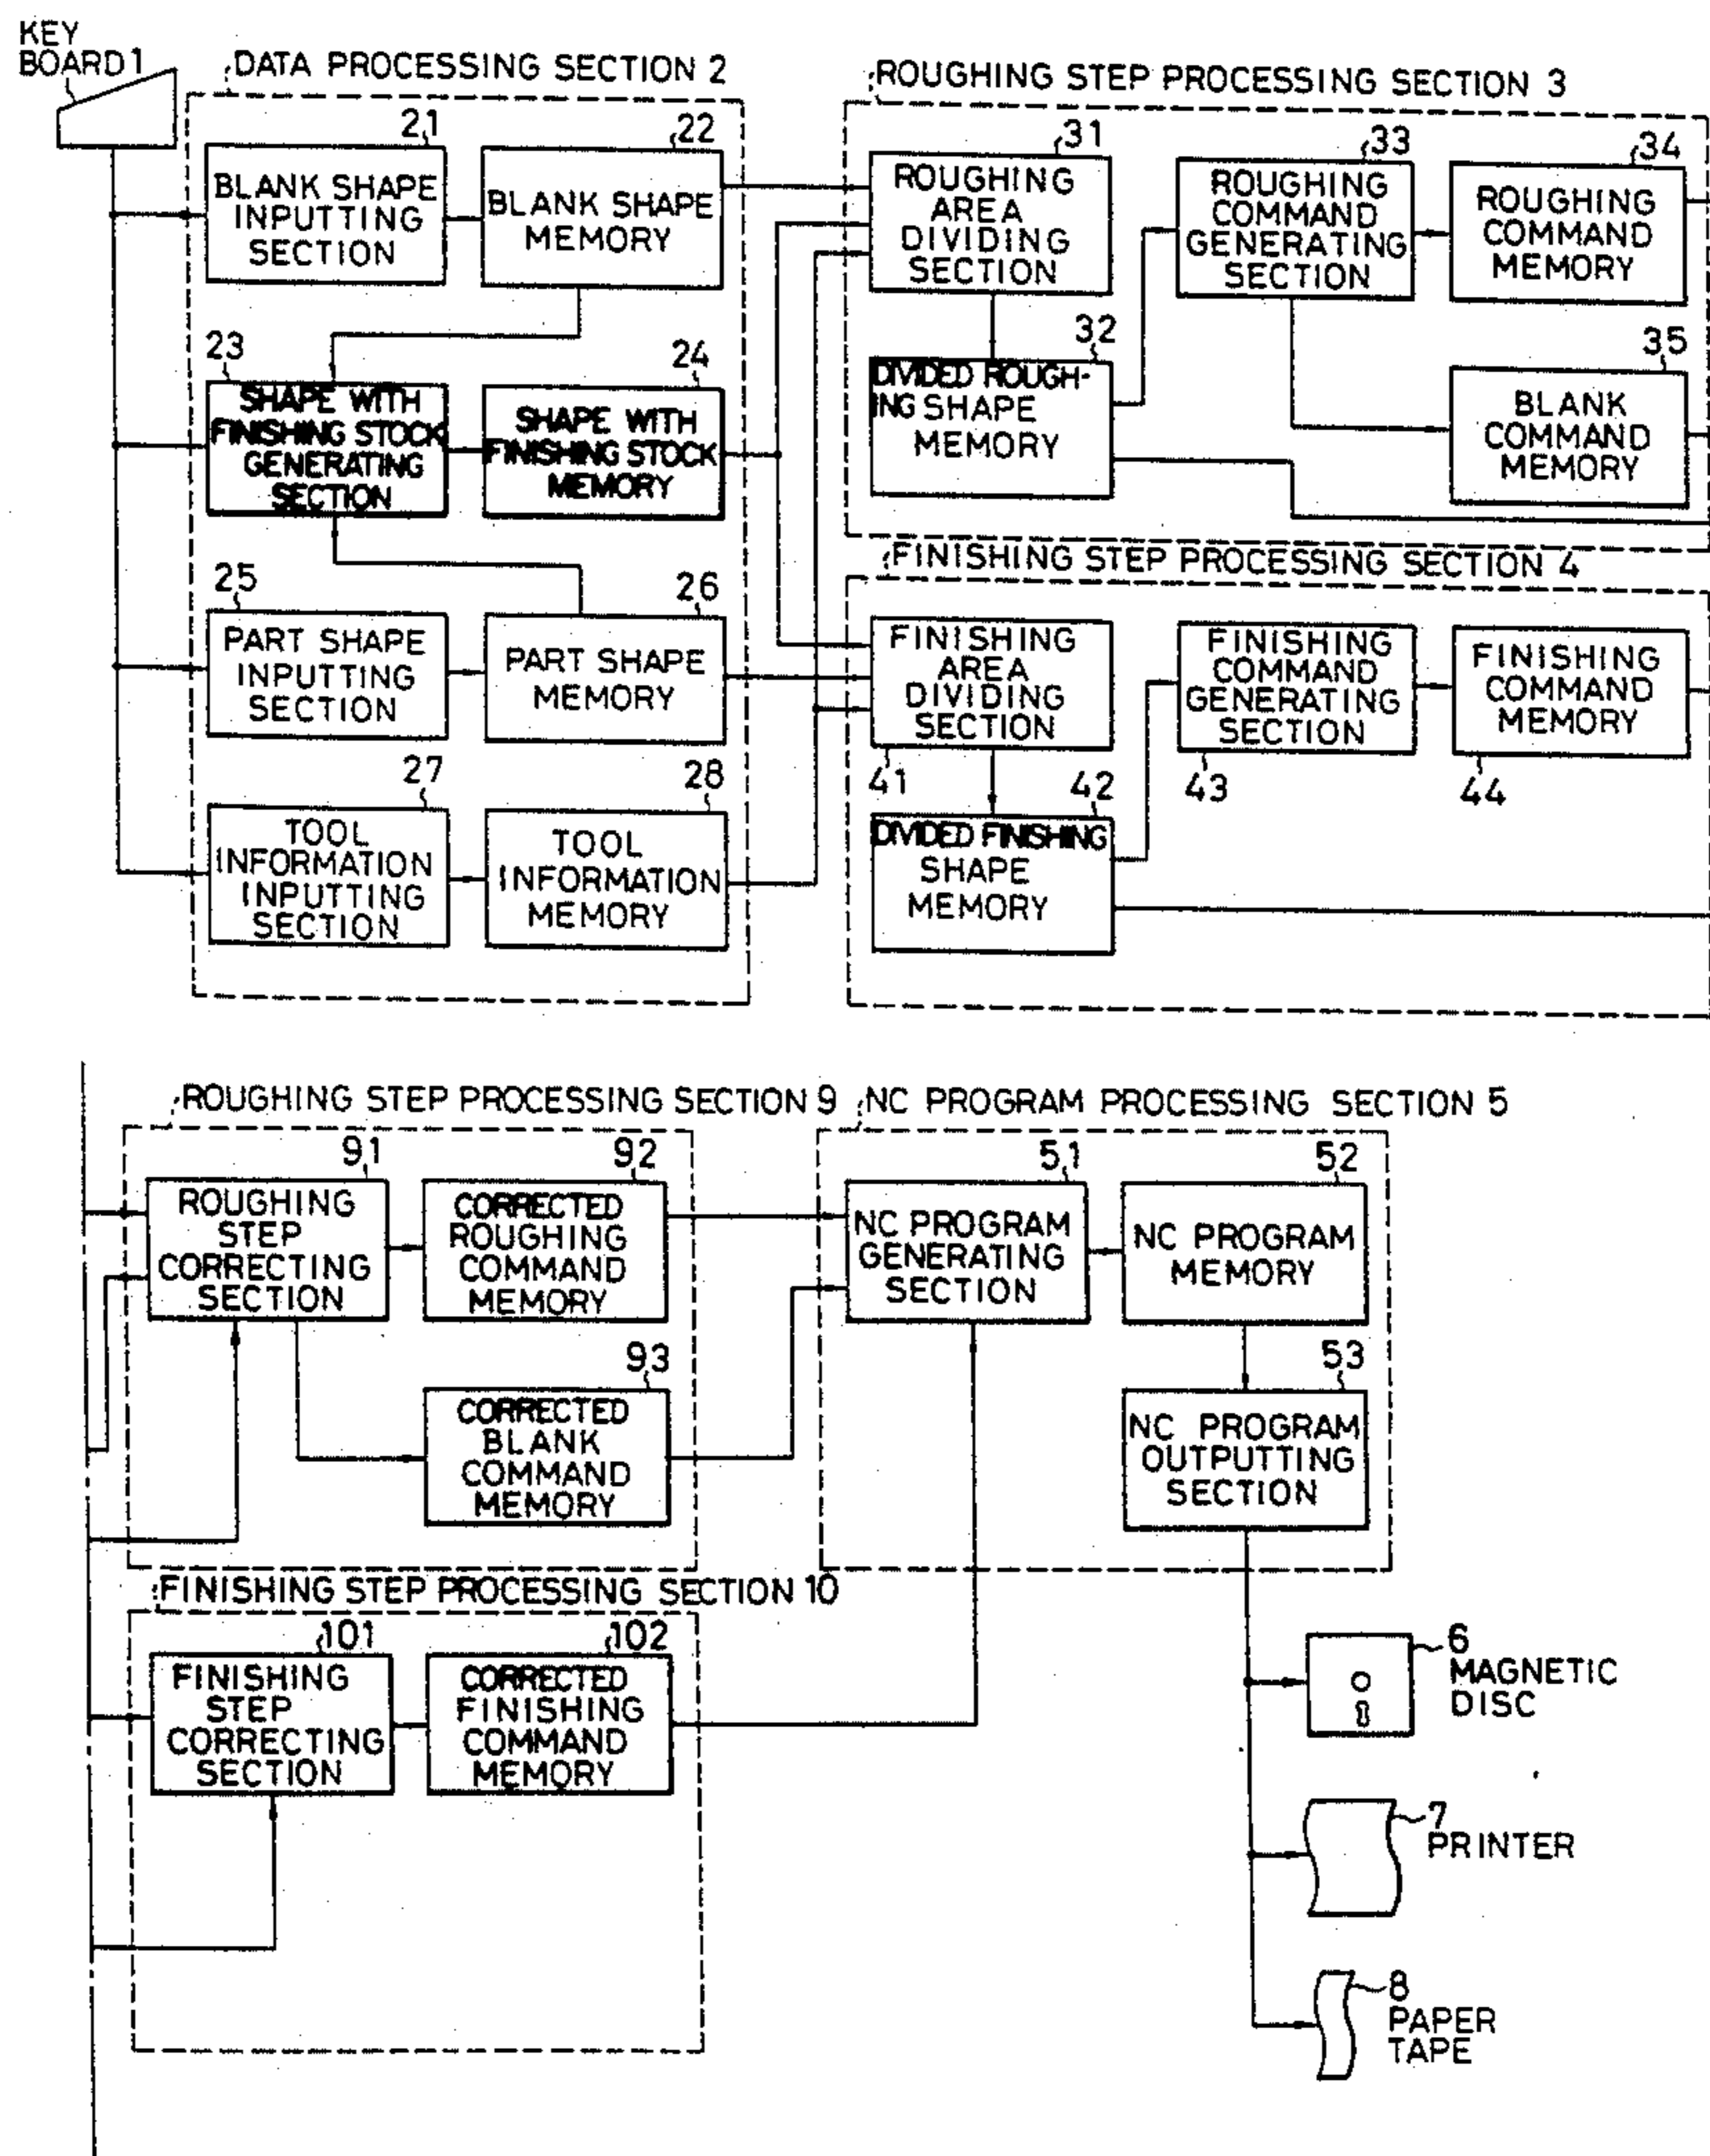 KEY
BOARD 1
DATA PROCESSING SECTION 2
21
BLANK SHAPE
INPUTTING
SECTION
22
BLANK SHAPE
MEMORY
23
SHAPE WITH
FINISHING STOCK
GENERATING
SECTION
24
SHAPE WITH
FINISHING STOCK
MEMORY
25
PART SHAPE
INPUTTING
SECTION
26
PART SHAPE
MEMORY
27
TOOL
INFORMATION
INPUTTING
SECTION
28
TOOL
INFORMATION
MEMORY
ROUGHING STEP PROCESSING SECTION 3
31
ROUGHING
AREA
DIVIDING
SECTION
32
DIVIDED ROUGH-
ING SHAPE
MEMORY
33
ROUGHING
COMMAND
GENERATING
SECTION
34
ROUGHING
COMMAND
MEMORY
35
BLANK
COMMAND
MEMORY
FINISHING STEP PROCESSING SECTION 4
FINISHING
AREA
DIVIDING
SECTION
41
42
DIVIDED FINISHING
SHAPE
MEMORY
FINISHING
COMMAND
GENERATING
SECTION
43
FINISHING
COMMAND
MEMORY
44
ROUGHING STEP PROCESSING SECTION 9
91
ROUGHING
STEP
CORRECTING
SECTION
92
CORRECTED
ROUGHING
COMMAND
MEMORY
93
CORRECTED
BLANK
COMMAND
MEMORY
NC PROGRAM PROCESSING SECTION 5
51
NC PROGRAM
GENERATING
SECTION
52
NC PROGRAM
MEMORY
53
NC PROGRAM
OUTPUTTING
SECTION
FINISHING STEP PROCESSING SECTION 10
101
FINISHING
STEP
CORRECTING
SECTION
102
CORRECTED
FINISHING
COMMAND
MEMORY
6
MAGNETIC
DISC
7
PRINTER
8
PAPER
TAPE